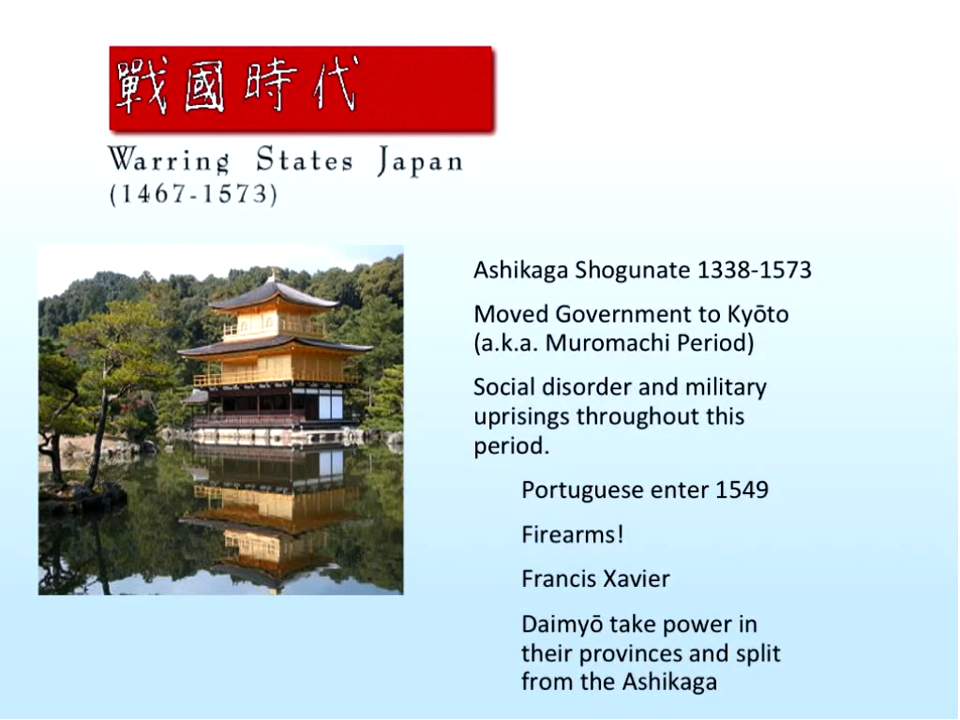 戰國時代
Warring States Japan
(1467-1573)
Ashikaga Shogunate 1338-1573
Moved Government to Kyōto
(a.k.a. Muromachi Period)
Social disorder and military
uprisings throughout this
period.
Portuguese enter 1549
Firearms!
Francis Xavier
Daimyō take power in
their provinces and split
from the Ashikaga